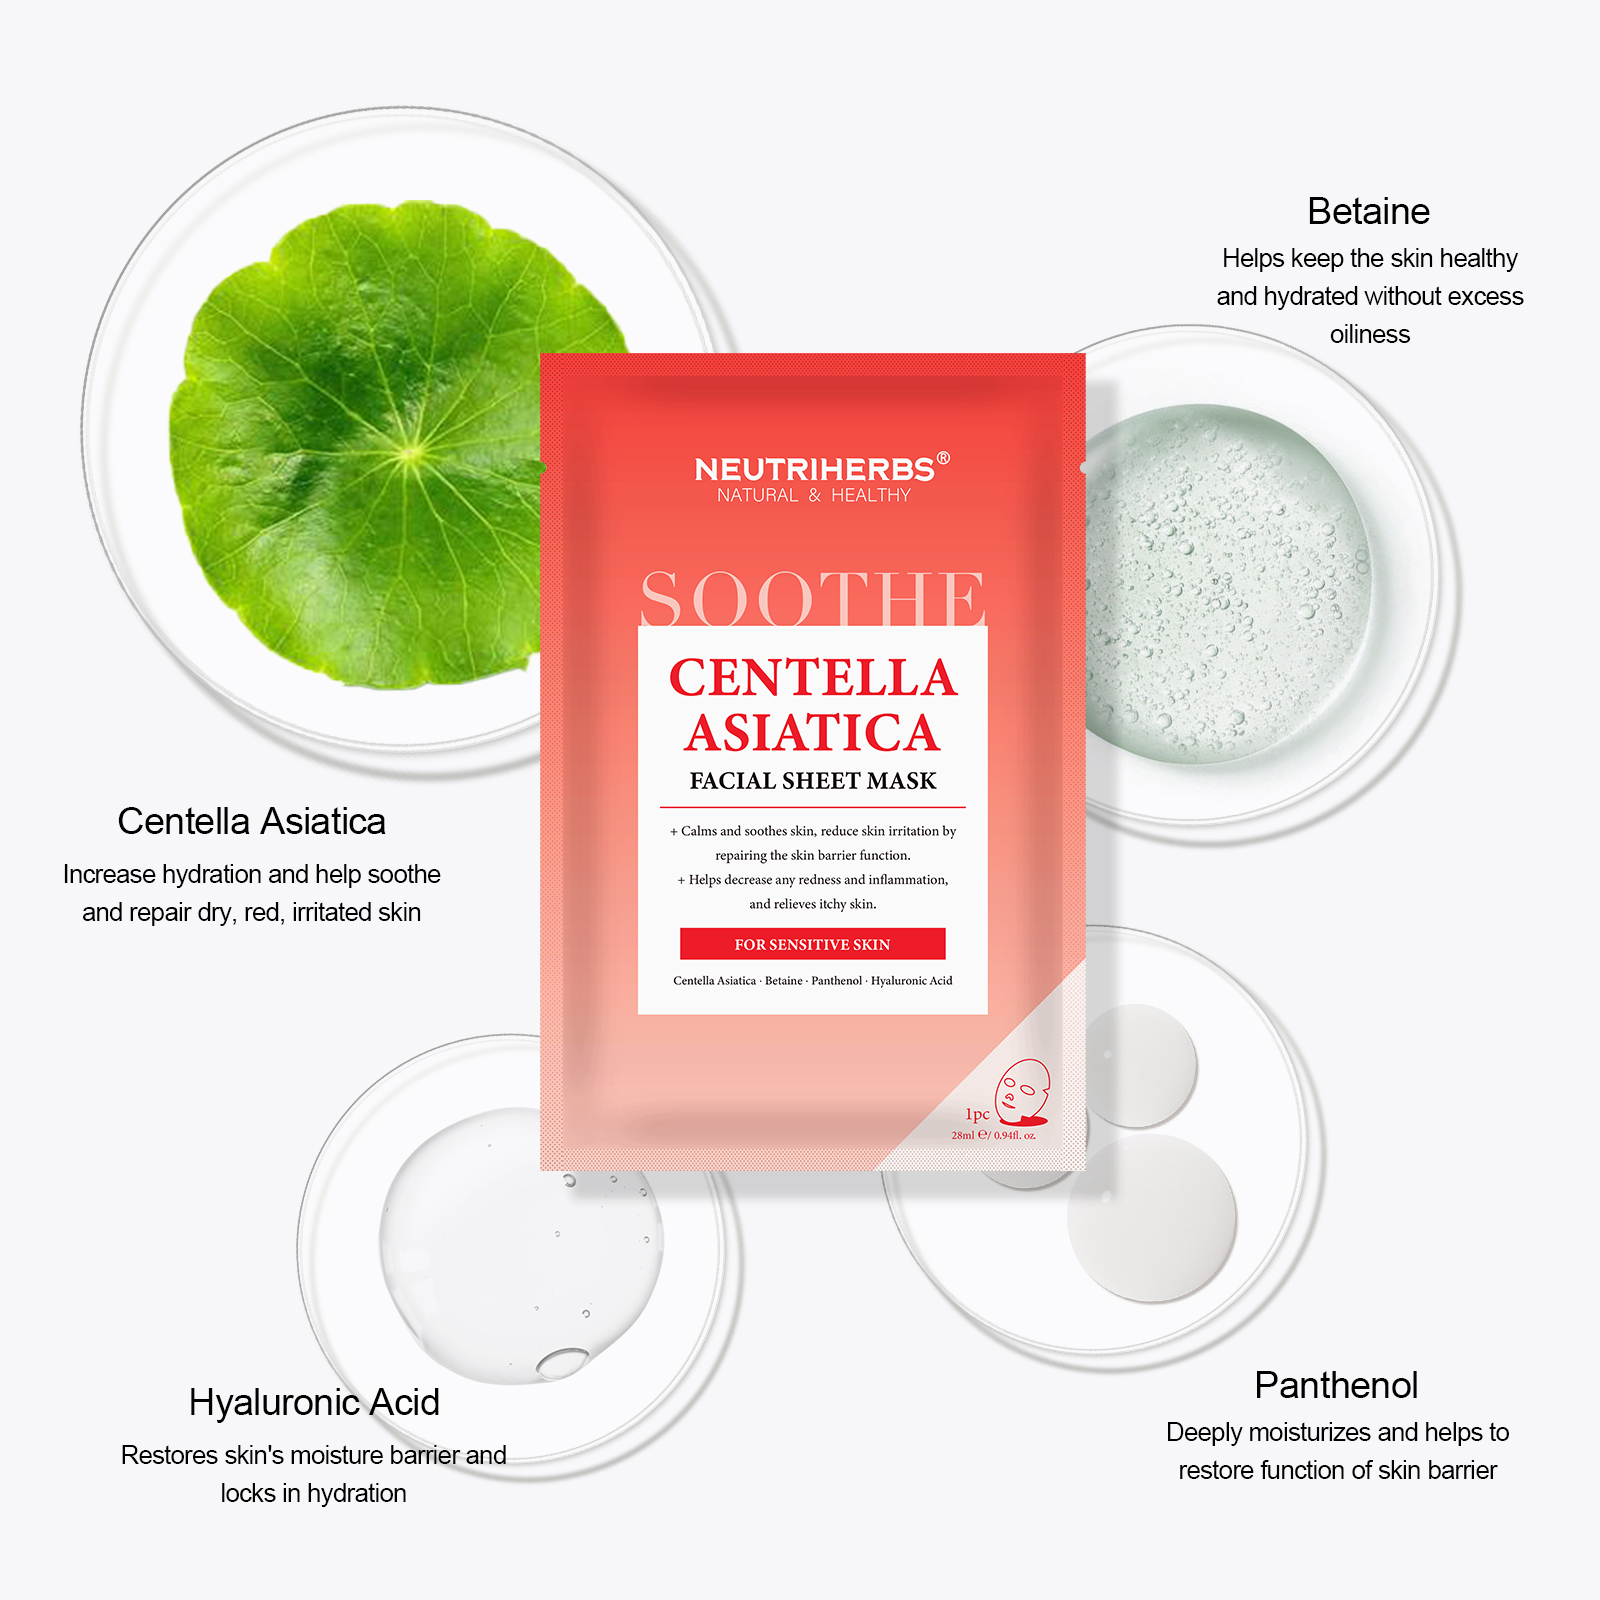 Betaine
Helps keep the skin healthy
and hydrated without excess
oiliness
NEUTRIHERBS®
NATURAL & HEALTHY
SOOTHE
CENTELLA
ASIATICA
FACIAL SHEET MASK
+ Calms and soothes skin, reduce skin irritation by
repairing the skin barrier function.
+ Helps decrease any redness and inflammation,
and relieves itchy skin.
FOR SENSITIVE SKIN
Centella Asiatica · Betaine · Panthenol · Hyaluronic Acid
1pc
28ml ℮/ 0.94fl. oz.
Centella Asiatica
Increase hydration and help soothe
and repair dry, red, irritated skin
Hyaluronic Acid
Restores skin's moisture barrier and
locks in hydration
Panthenol
Deeply moisturizes and helps to
restore function of skin barrier